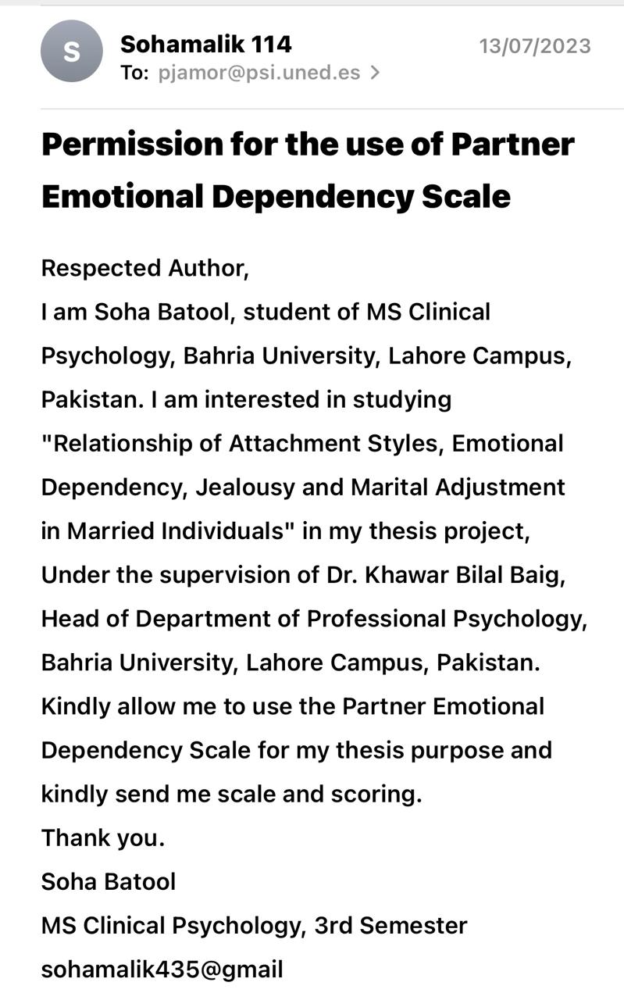 S
Sohamalik 114
13/07/2023
To: pjamor@psi.uned.es >
Permission for the use of Partner
Emotional Dependency Scale
Respected Author,
I am Soha Batool, student of MS Clinical
Psychology, Bahria University, Lahore Campus,
Pakistan. I am interested in studying
"Relationship of Attachment Styles, Emotional
Dependency, Jealousy and Marital Adjustment
in Married Individuals" in my thesis project,
Under the supervision of Dr. Khawar Bilal Baig,
Head of Department of Professional Psychology,
Bahria University, Lahore Campus, Pakistan.
Kindly allow me to use the Partner Emotional
Dependency Scale for my thesis purpose and
kindly send me scale and scoring.
Thank you.
Soha Batool
MS Clinical Psychology, 3rd Semester
sohamalik435@gmail